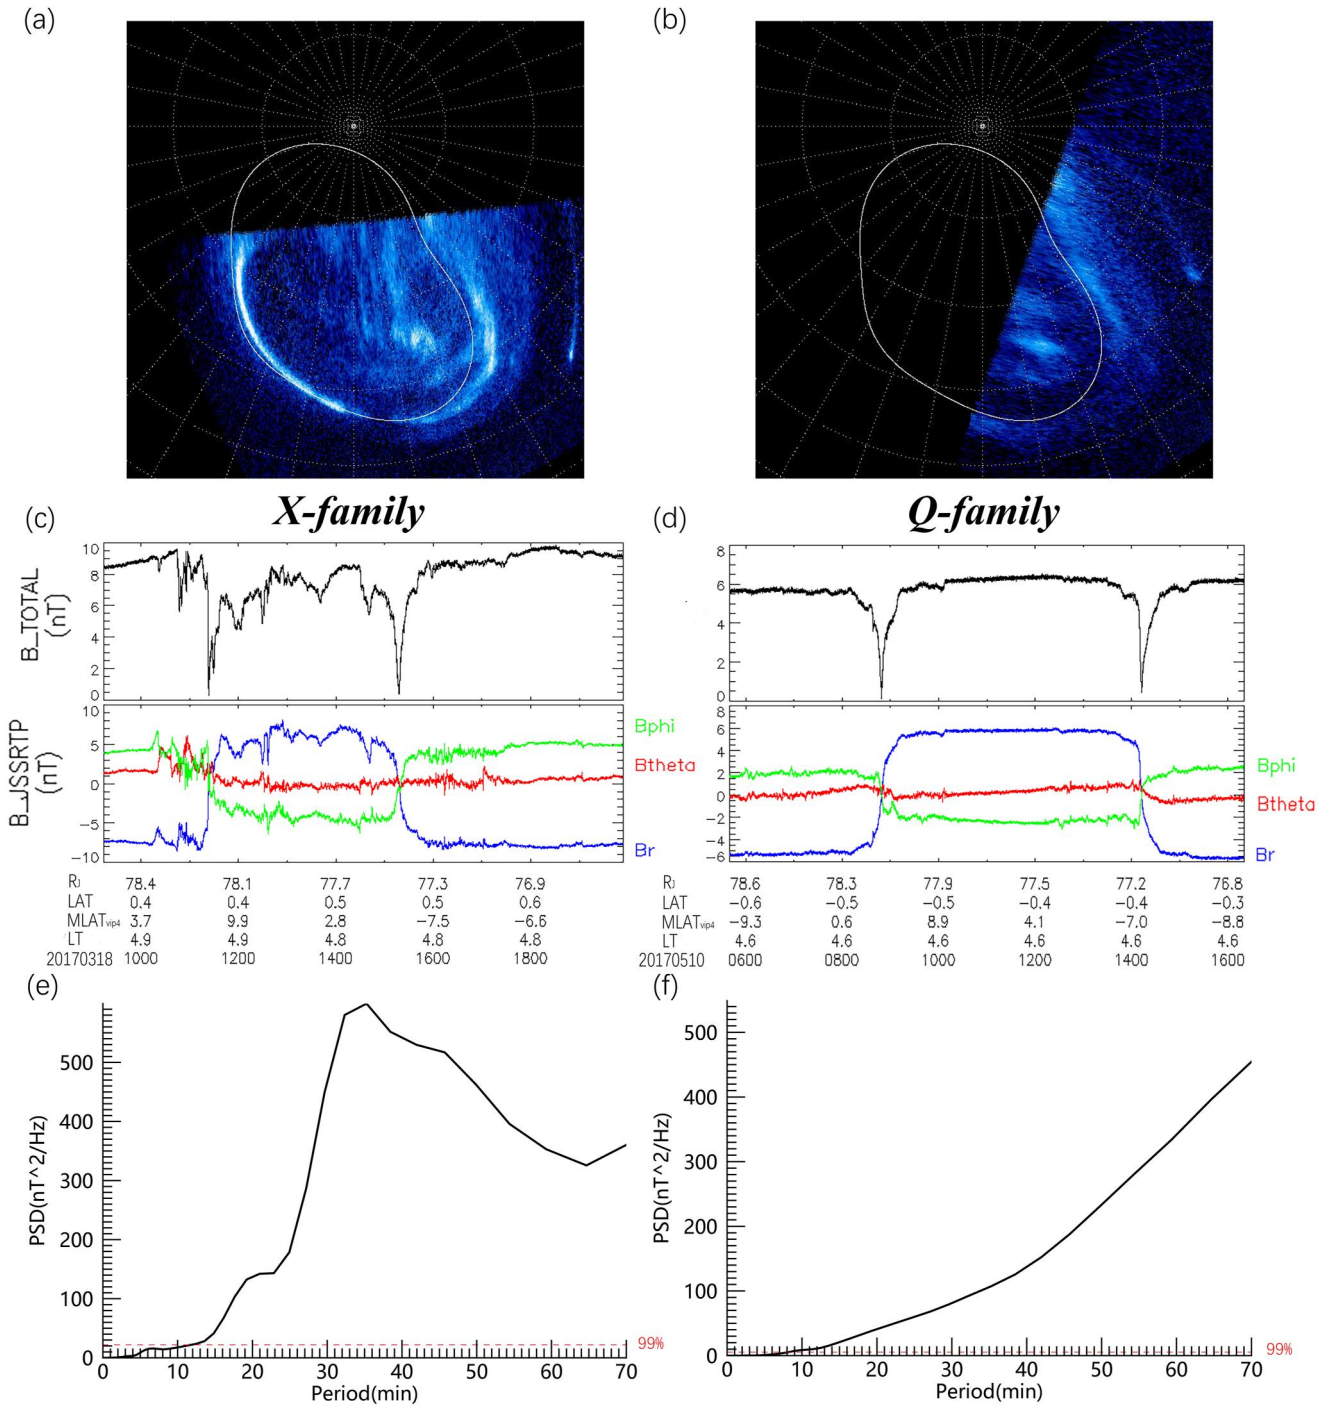 (a) (b)
X-family Q-family
(c) (d)
B_TOTAL
(nT)
10
8
6
4
2
0
8
6
4
2
0
B_JSSRTP
(nT)
10
5
0
−5
−10
Bphi
Btheta
Br
6
4
2
0
−2
−4
−6
Bphi
Btheta
Br
RJ 78.4 78.1 77.7 77.3 76.9
LAT 0.4 0.4 0.5 0.5 0.6
MLATvip4 3.7 9.9 2.8 −7.5 −6.6
LT 4.9 4.9 4.8 4.8 4.8
20170318 1000 1200 1400 1600 1800
RJ 78.6 78.3 77.9 77.5 77.2 76.8
LAT −0.6 −0.5 −0.5 −0.4 −0.4 −0.3
MLATvip4 −9.3 0.6 8.9 4.1 −7.0 −8.8
LT 4.6 4.6 4.6 4.6 4.6 4.6
20170510 0600 0800 1000 1200 1400 1600
(e) (f)
PSD(nT^2/Hz)
500
400
300
200
100
0
99%
0 10 20 30 40 50 60 70
Period(min)
PSD(nT^2/Hz)
500
400
300
200
100
0
99%
0 10 20 30 40 50 60 70
Period(min)